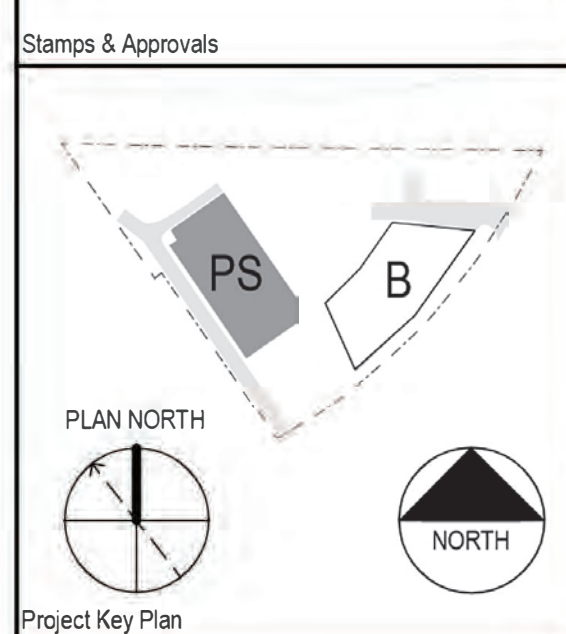 Stamps & Approvals
PS
B
PLAN NORTH
NORTH
Project Key Plan